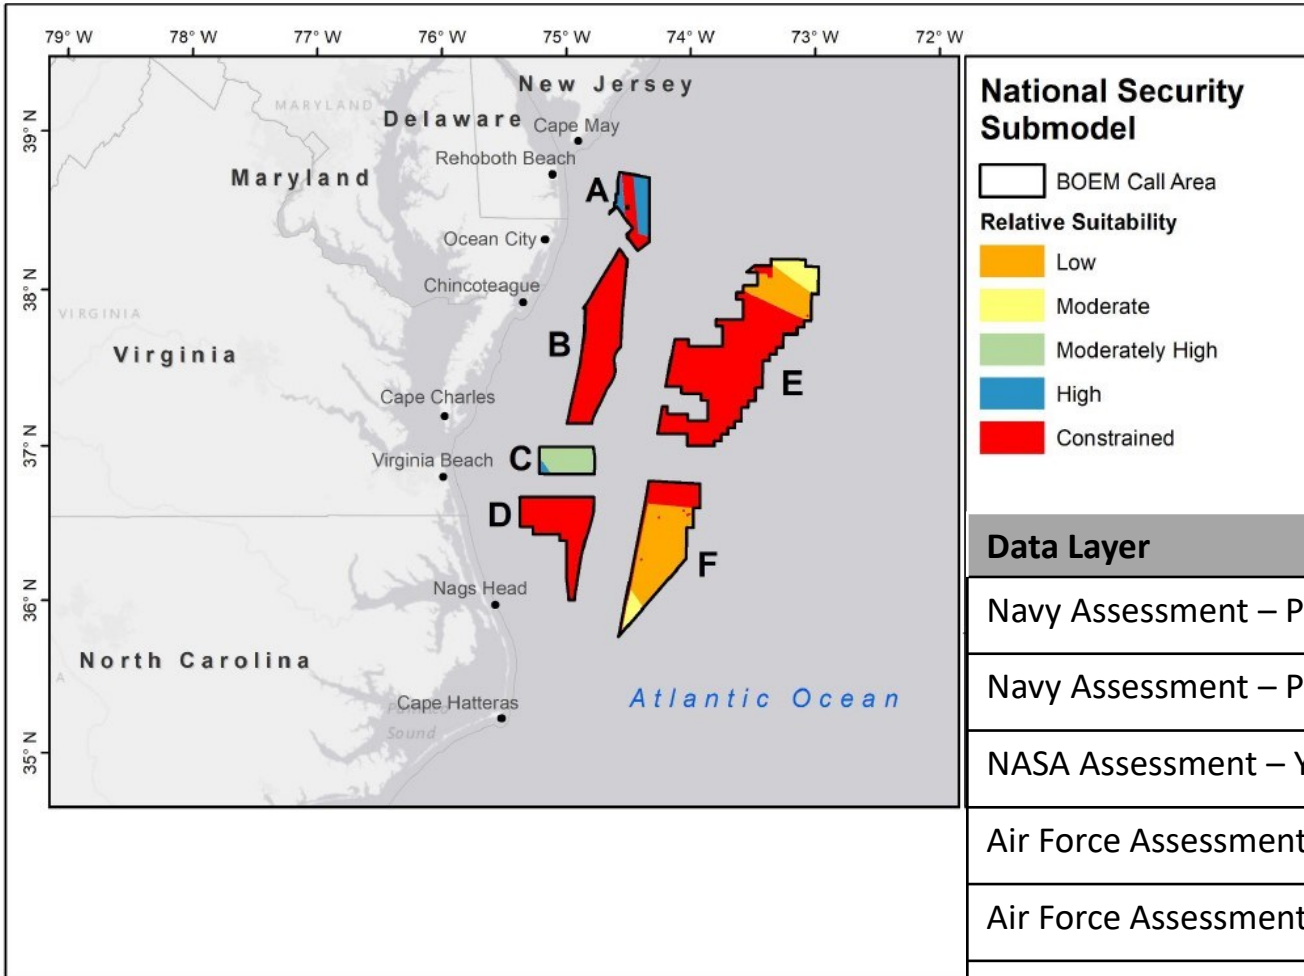 79° W
78° W
77° W
76° W
75° W
74° W
73° W
72° W
39° N
38° N
37° N
36° N
35° N
New Jersey
MARYLAND
Delaware
Cape May
Rehoboth Beach
Maryland
A
Ocean City
Chincoteague
VIRGINIA
Virginia
B
E
Cape Charles
Virginia Beach
C
D
F
Nags Head
North Carolina
Cape Hatteras
Sound
Atlantic Ocean
National Security
Submodel
BOEM Call Area
Relative Suitability
Low
Moderate
Moderately High
High
Constrained
Data Layer
Navy Assessment – P
Navy Assessment – P
NASA Assessment – Y
Air Force Assessment
Air Force Assessment